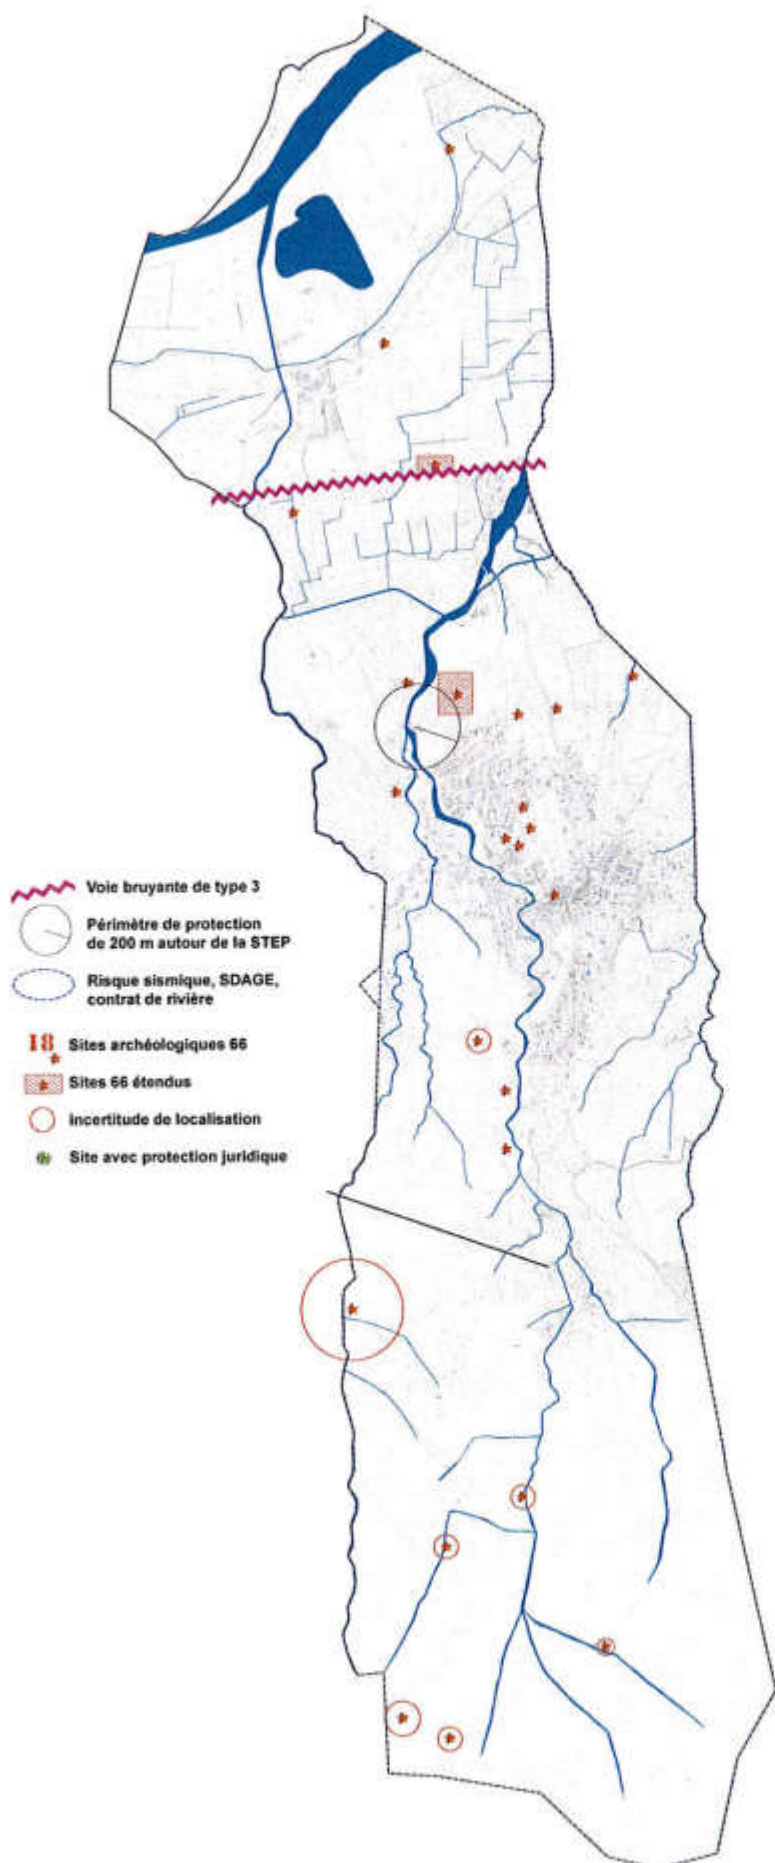 Voie bruyante de type 3
Périmètre de protection
de 200 m autour de la STEP
Risque sismique, SDAGE,
contrat de rivière
18
Sites archéologiques 66
Sites 66 étendus
Incertitude de localisation
Site avec protection juridique